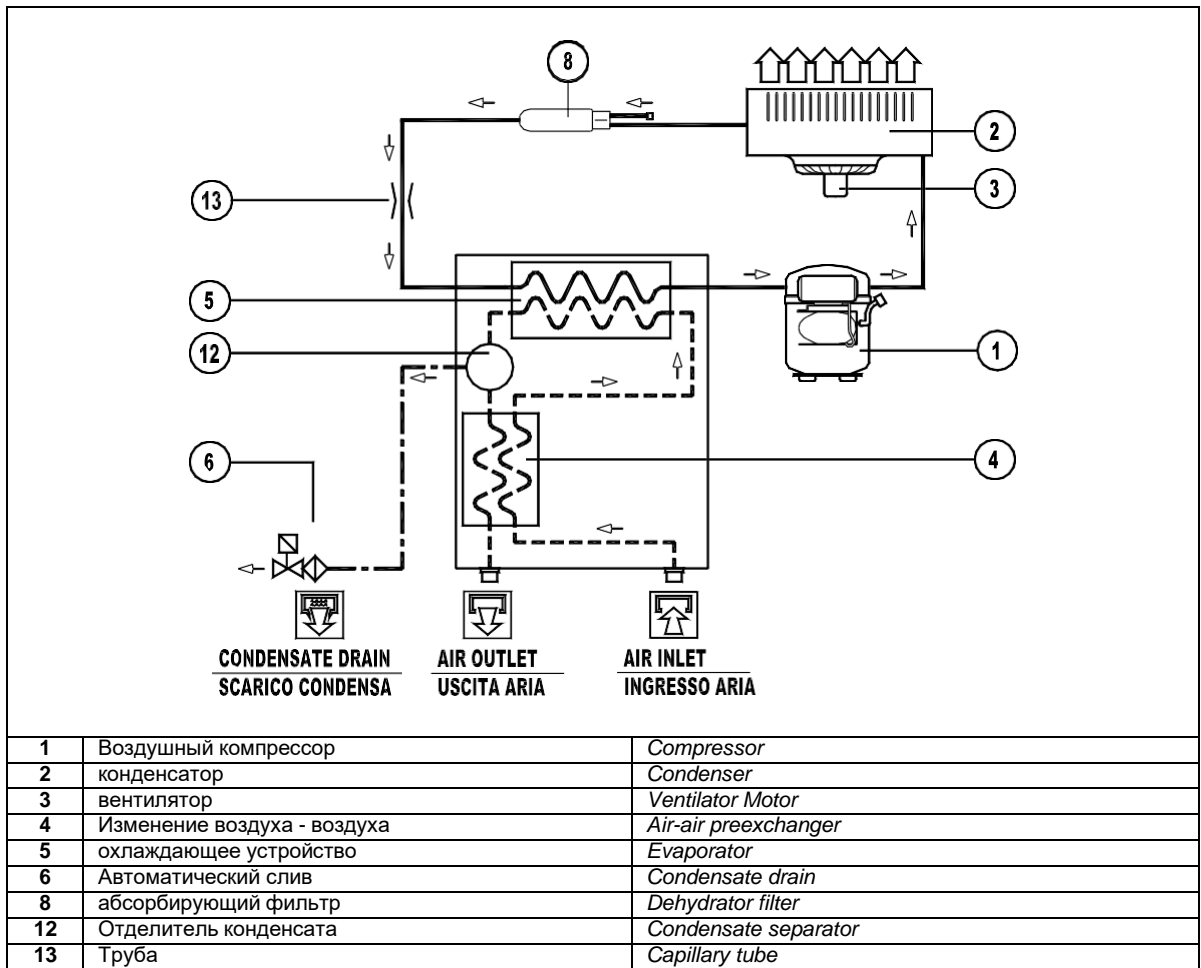 8
2
3
13
5
12
1
6
4
CONDENSATE DRAIN
SCARICO CONDENSA
AIR OUTLET
USCITA ARIA
AIR INLET
INGRESSO ARIA
1 Воздушный компрессор Compressor
2 конденсатор Condenser
3 вентилятор Ventilator Motor
4 Изменение воздуха - воздуха Air-air preexchanger
5 охлаждающее устройство Evaporator
6 Автоматический слив Condensate drain
8 абсорбирующий фильтр Dehydrator filter
12 Отделитель конденсата Condensate separator
13 Труба Capillary tube